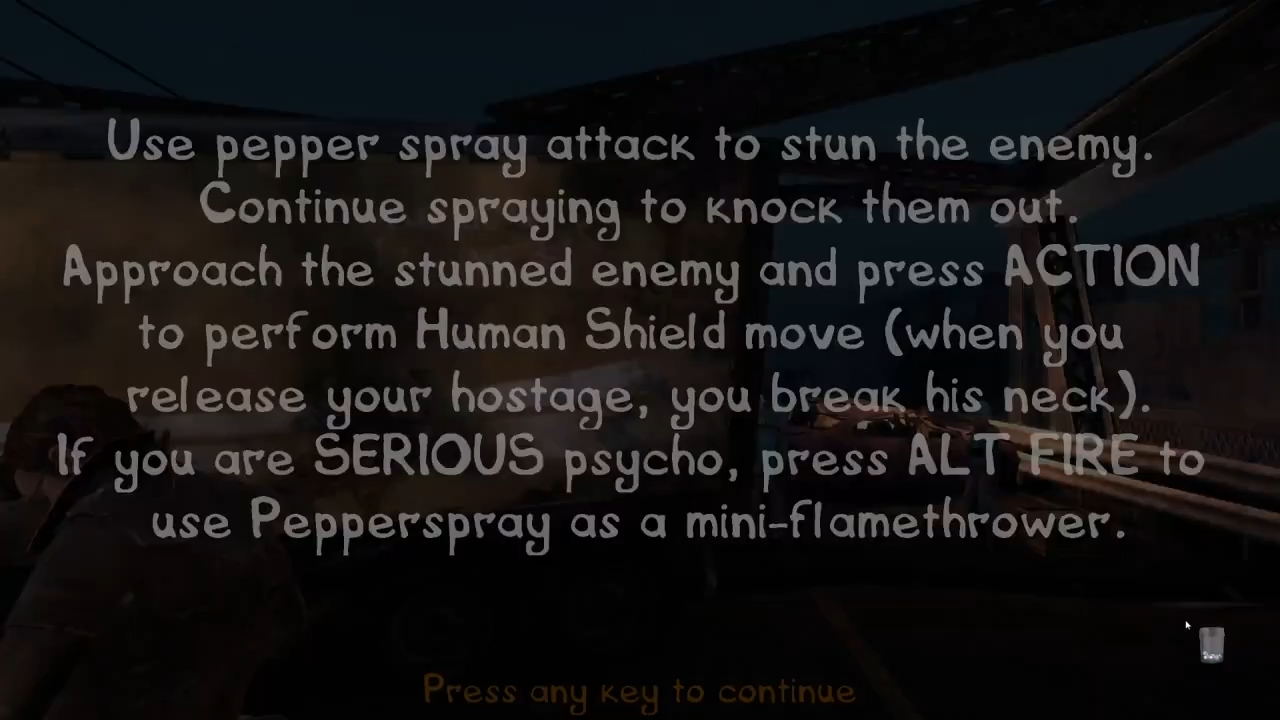 Use pepper spray attack to stun the enemy.
Continue spraying to knock them out.
Approach the stunned enemy and press ACTION
to perform Human Shield move (when you
release your hostage, you break his neck).
If you are SERIOUS psycho, press ALT FIRE to
use Pepperspray as a mini-flamethrower.
Press any key to continue